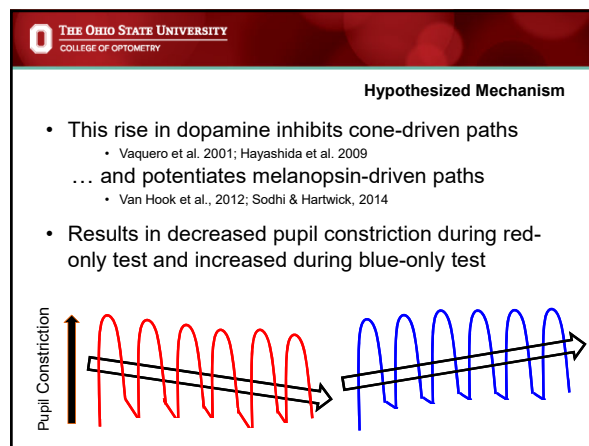 THE OHIO STATE UNIVERSITY
COLLEGE OF OPTOMETRY
Hypothesized Mechanism
• This rise in dopamine inhibits cone-driven paths
• Vaquero et al. 2001; Hayashida et al. 2009
… and potentiates melanopsin-driven paths
• Van Hook et al., 2012; Sodhi & Hartwick, 2014
• Results in decreased pupil constriction during red-
only test and increased during blue-only test
Pupil Constriction